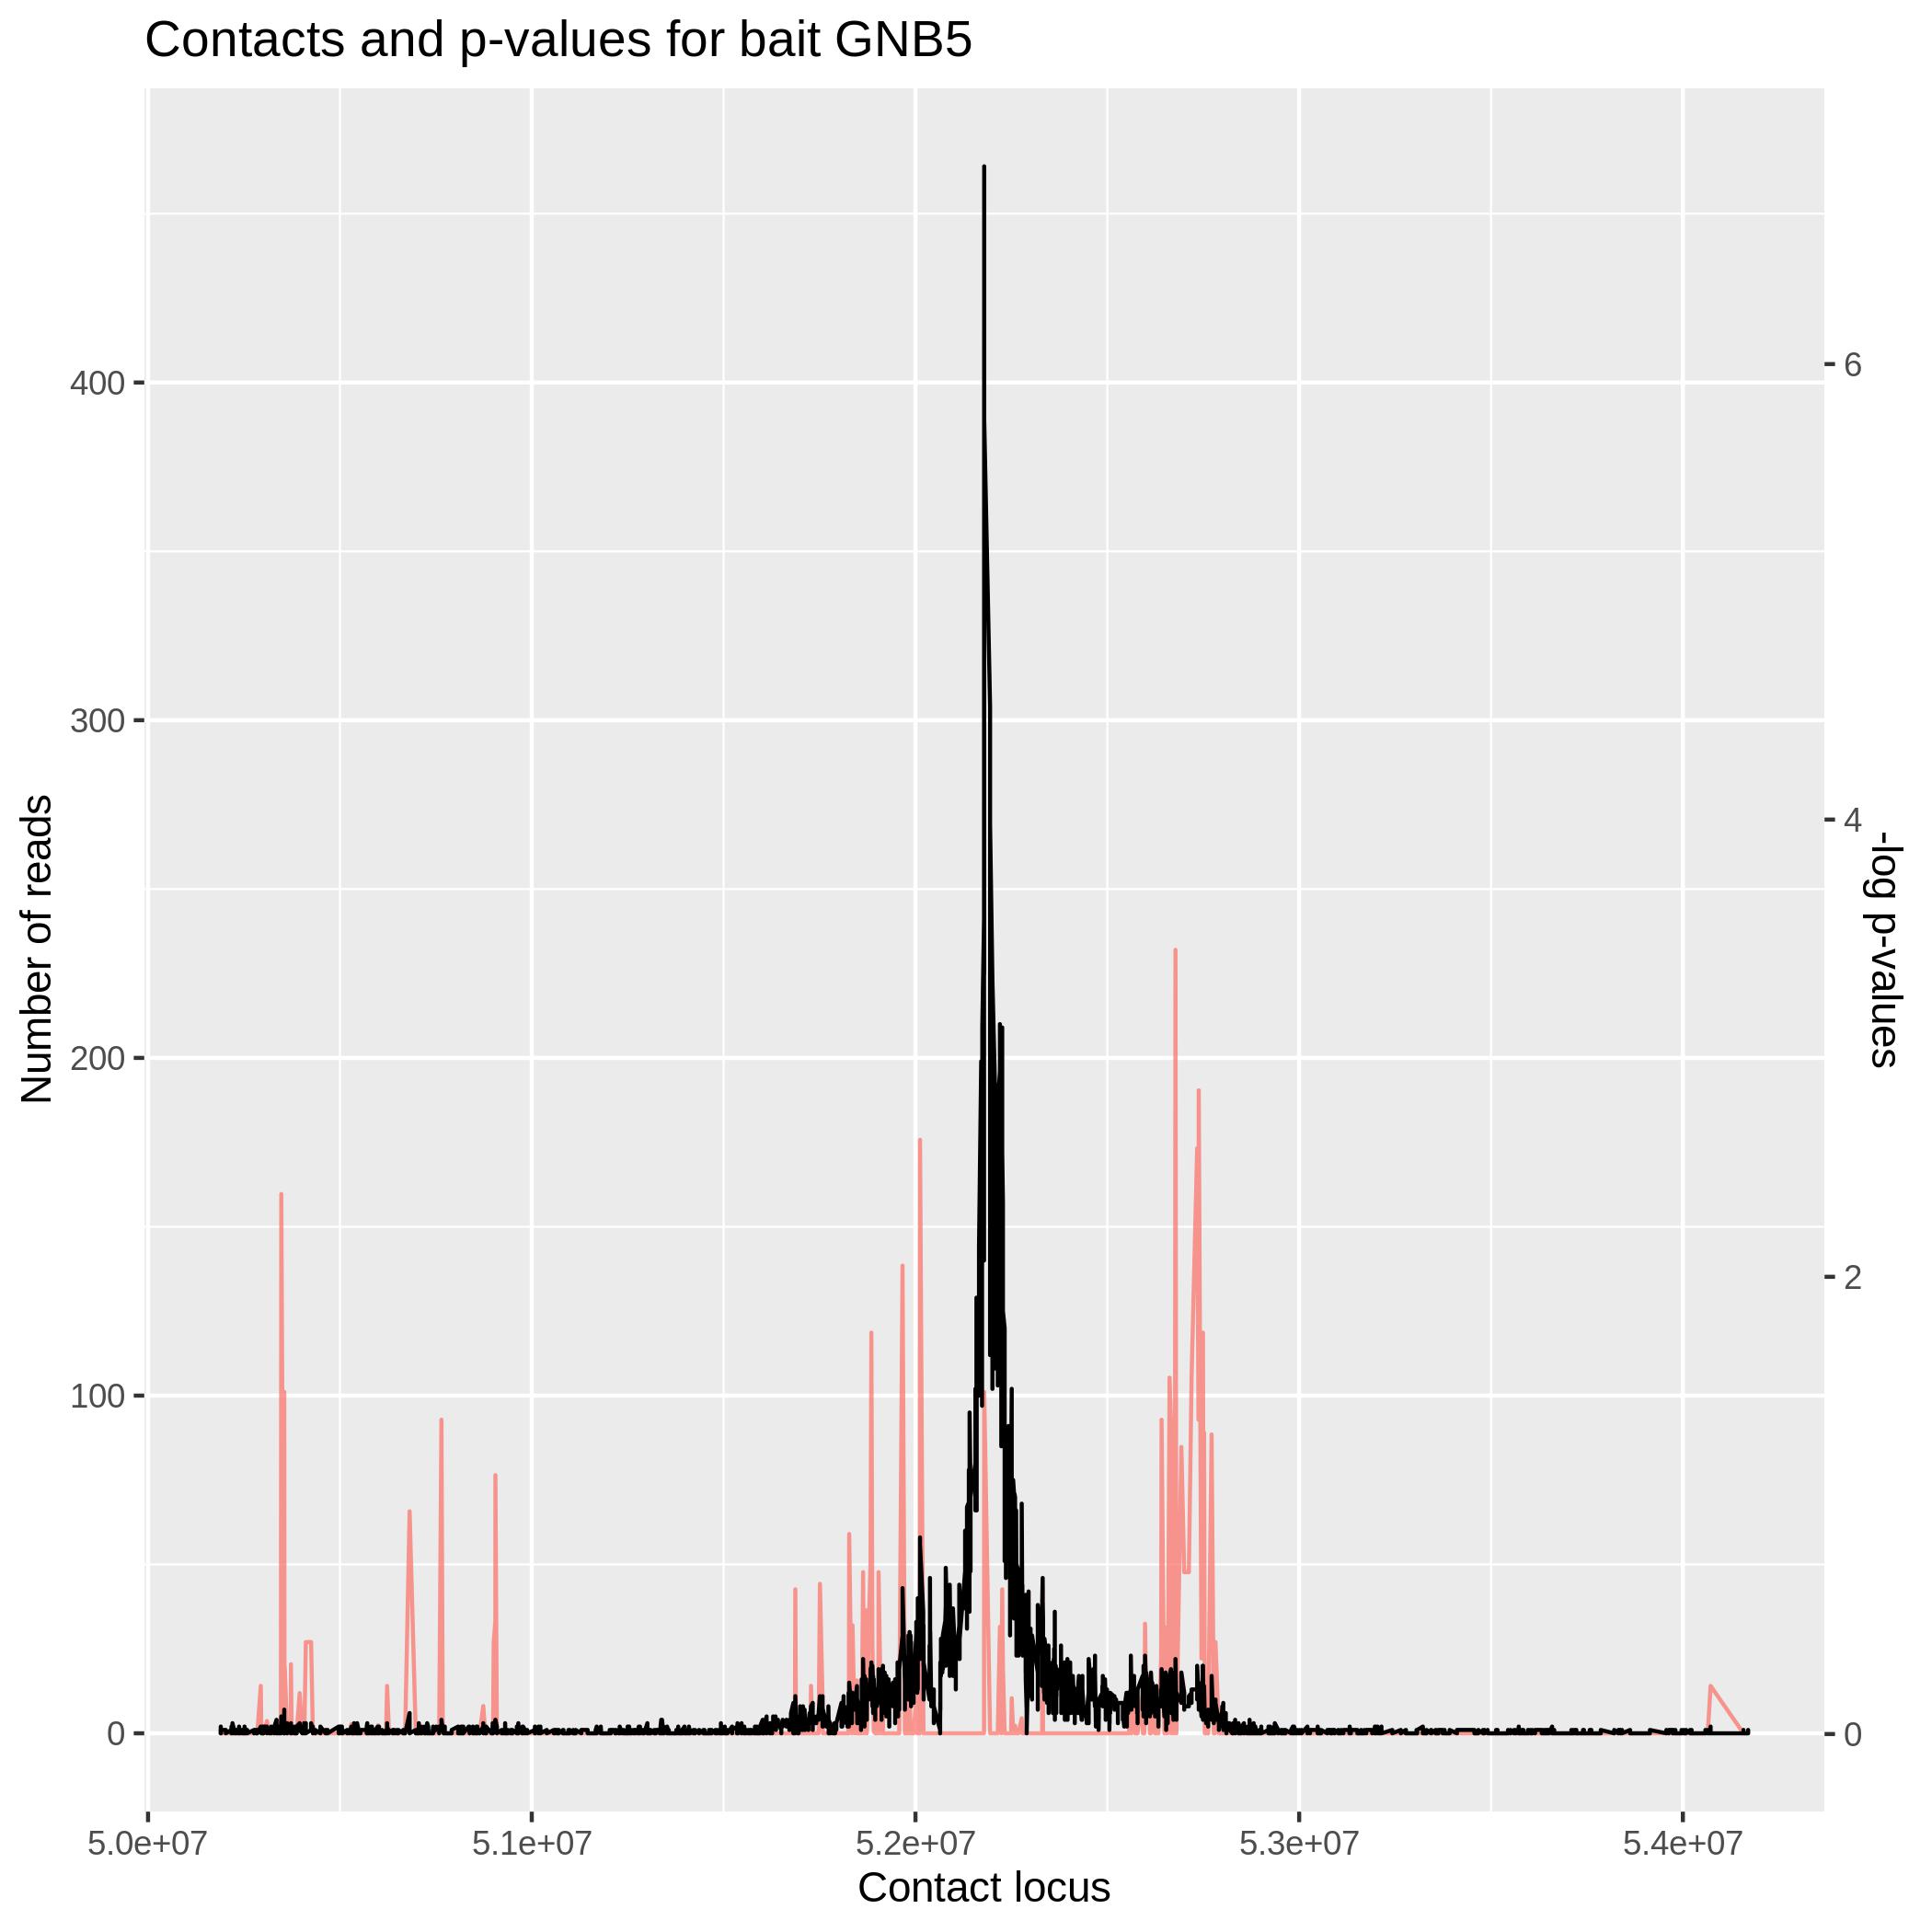 Contacts and p-values for bait GNB5
Number of reads
400
300
200
100
0
6
4
2
0
-log p-values
5.0e+07 5.1e+07 5.2e+07 5.3e+07 5.4e+07
Contact locus